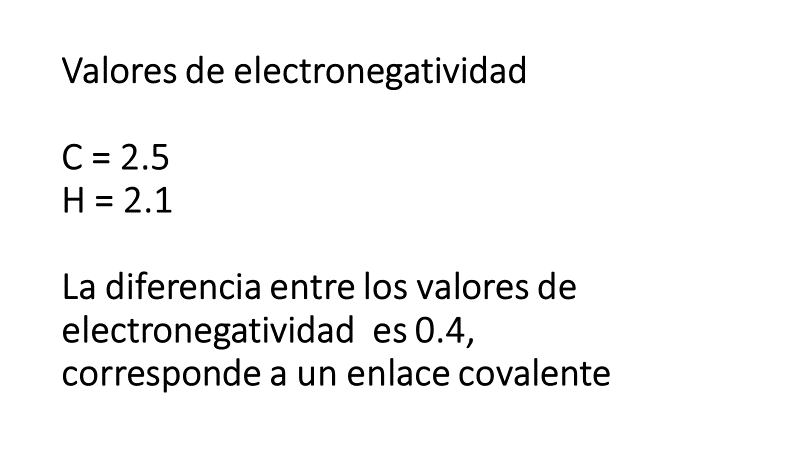 Valores de electronegatividad
C = 2.5
H = 2.1
La diferencia entre los valores de
electronegatividad  es 0.4,
corresponde a un enlace covalente